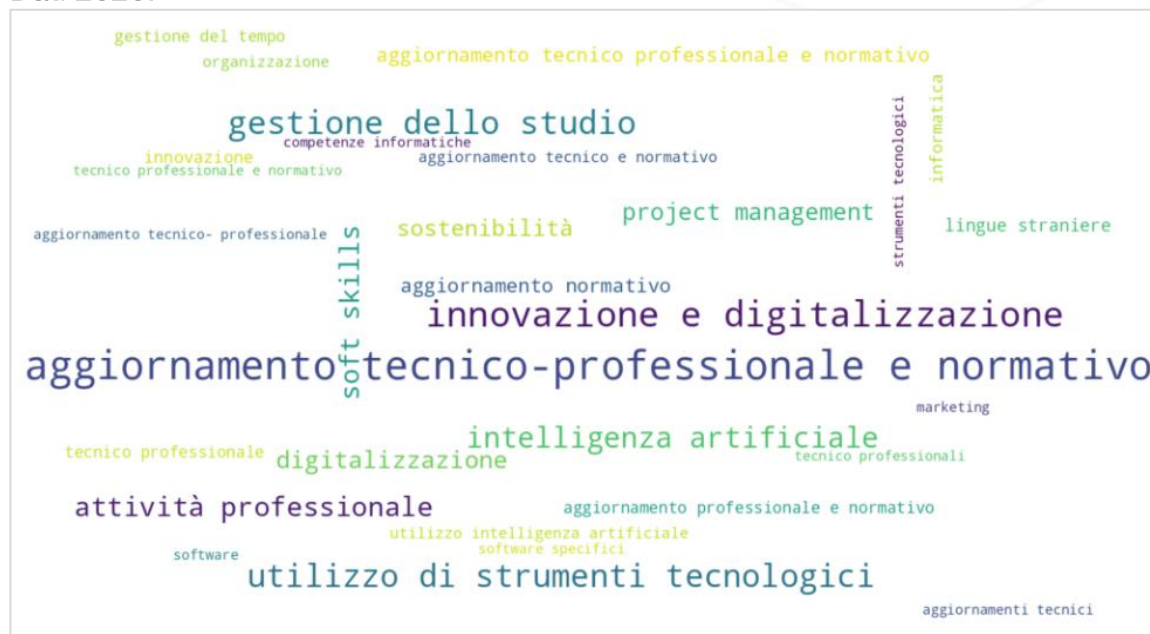 gestione del tempo
organizzazione
aggiornamento tecnico professionale e normativo
informatica
strumenti tecnologici
gestione dello studio
competenze informatiche
innovazione
aggiornamento tecnico e normativo
tecnico professionale e normativo
project management
sostenibilità
lingue straniere
aggiornamento tecnico- professionale
soft skills
aggiornamento normativo
innovazione e digitalizzazione
aggiornamento tecnico-professionale e normativo
marketing
intelligenza artificiale
tecnico professionale
digitalizzazione
tecnico professionali
attività professionale
aggiornamento professionale e normativo
utilizzo intelligenza artificiale
software specifici
software
utilizzo di strumenti tecnologici
aggiornamenti tecnici